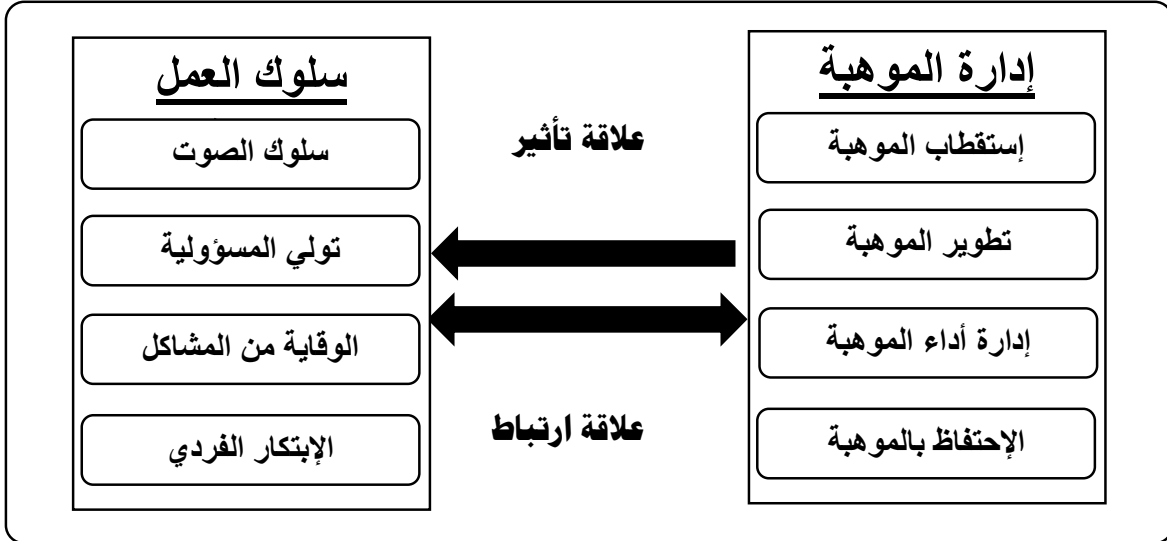 إدارة الموهبة
إستقطاب الموهبة
تطوير الموهبة
إدارة أداء الموهبة
الإحتفاظ بالموهبة
علاقة تأثير
علاقة ارتباط
سلوك العمل
سلوك الصوت
تولي المسؤولية
الوقاية من المشاكل
الإبتكار الفردي